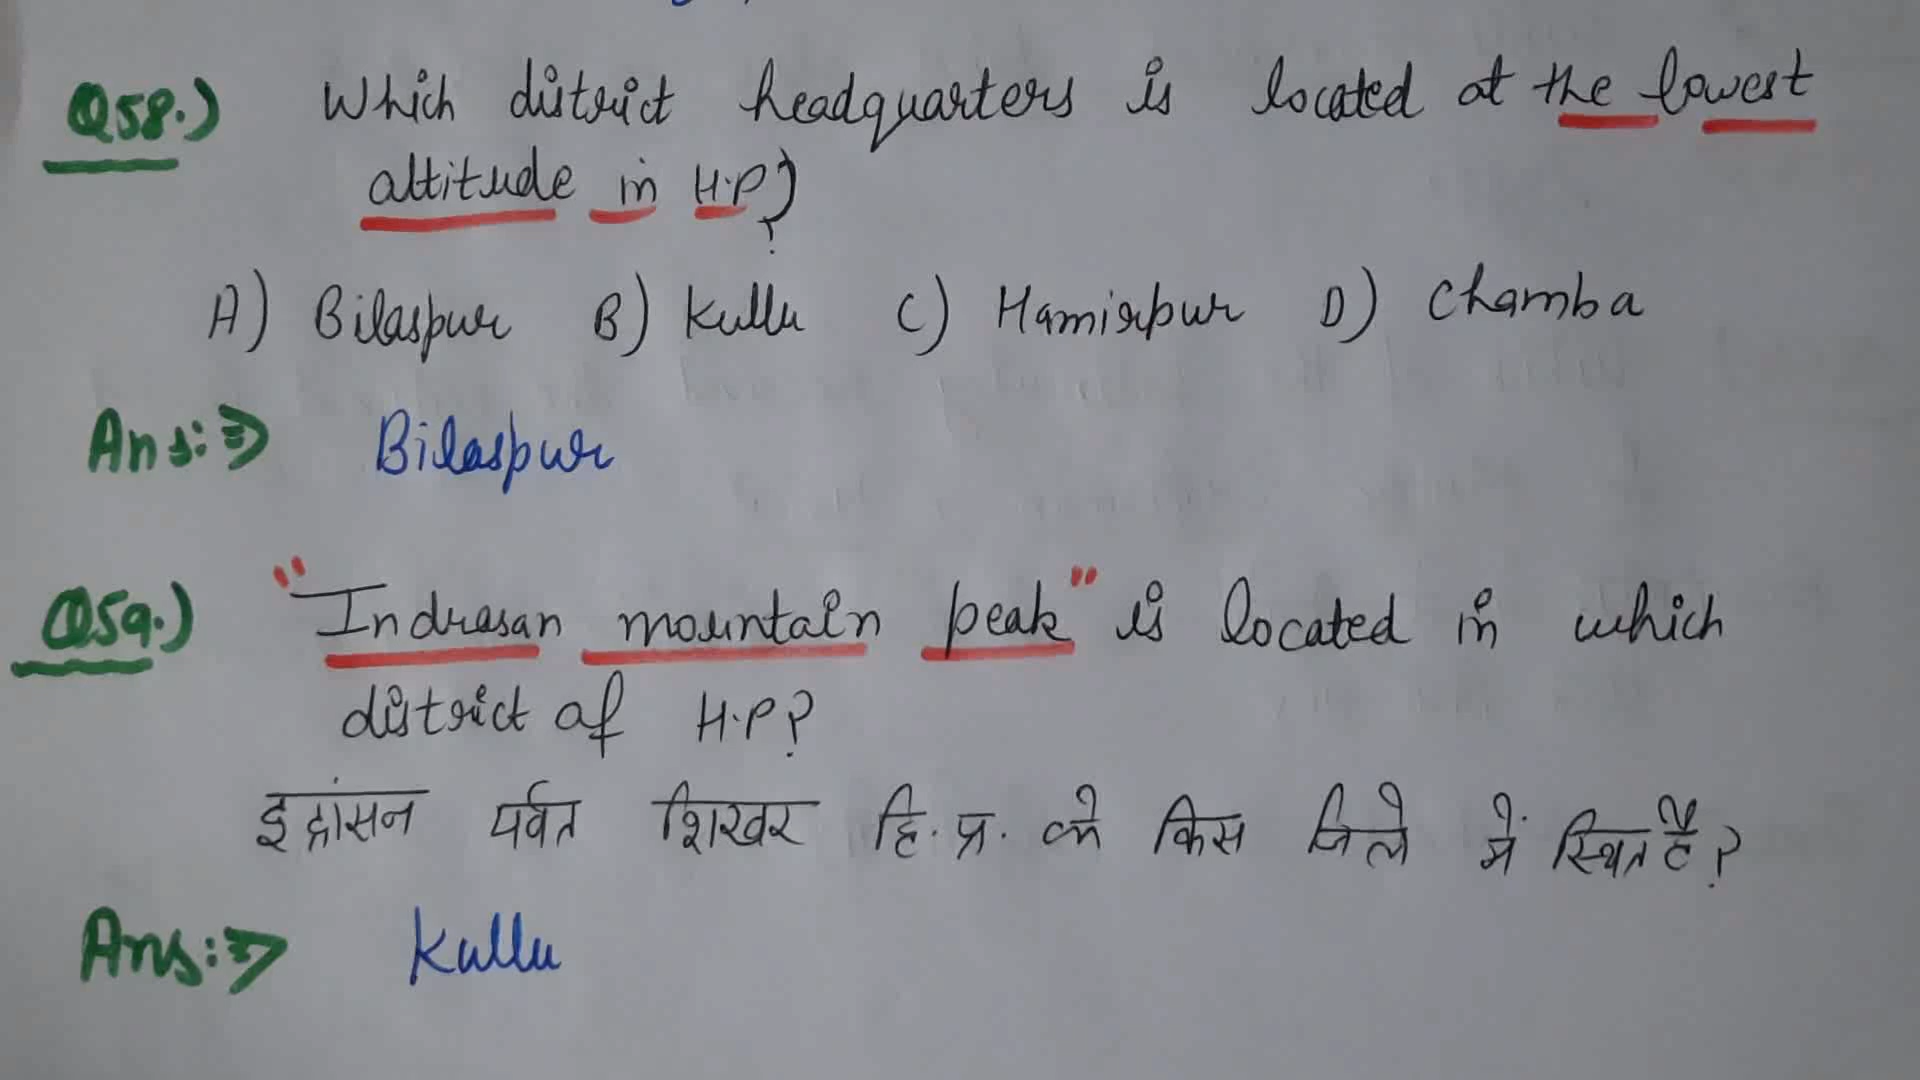 Q58.) Which district headquarters is located at the lowest
altitude in H.P?
A) Bilaspur B) Kullu C) Hamirpur D) Chamba
Ans:⇒ Bilaspur
Q59.) "Indrasan mountain peak" is located in which
district of H.P?
इद्रांसन पर्वत शिखर हि.प्र. के किस जिले में स्थित है?
Ans:⇒ Kullu